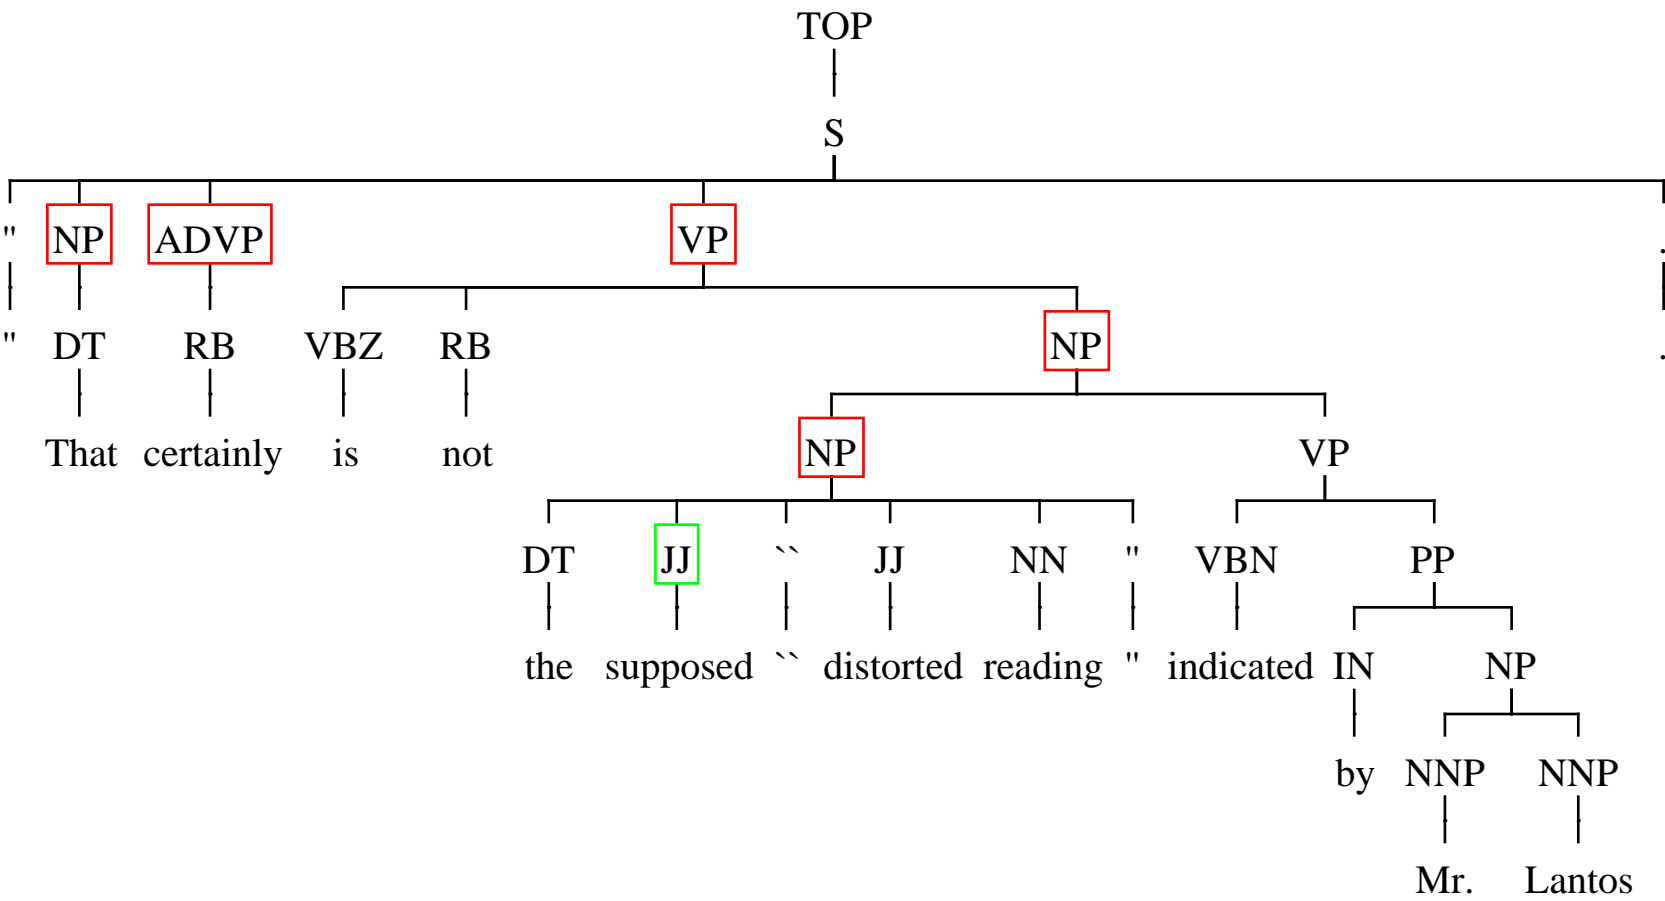 TOP
S
" NP ADVP VP .
" DT RB VBZ RB NP .
That certainly is not NP VP
DT JJ `` JJ NN " VBN PP
the supposed `` distorted reading " indicated IN NP
by NNP NNP
Mr. Lantos